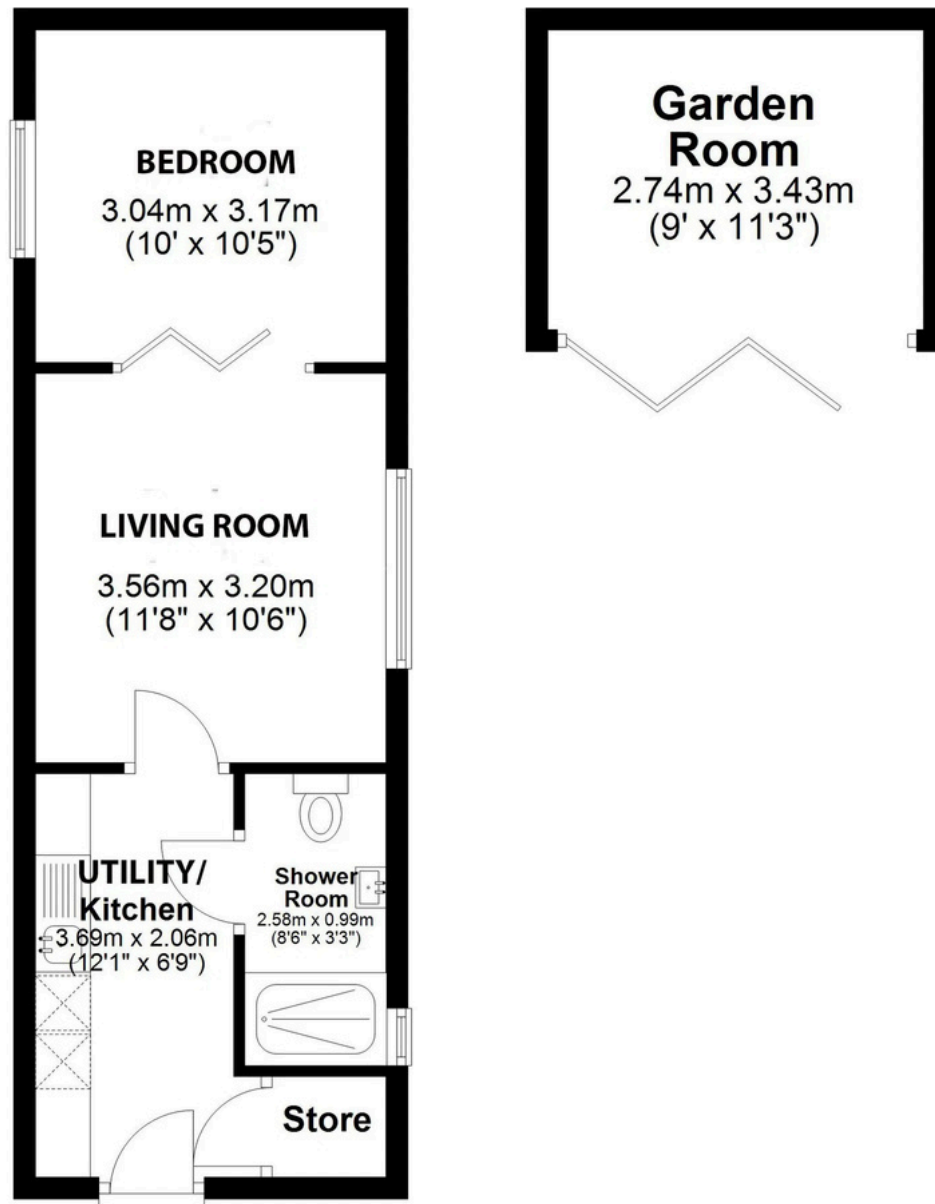 BEDROOM
3.04m x 3.17m
(10' x 10'5")
Garden
Room
2.74m x 3.43m
(9' x 11'3")
LIVING ROOM
3.56m x 3.20m
(11'8" x 10'6")
UTILITY/
Kitchen
3.69m x 2.06m
(12'1" x 6'9")
Shower
Room
2.58m x 0.99m
(8'6" x 3'3")
Store